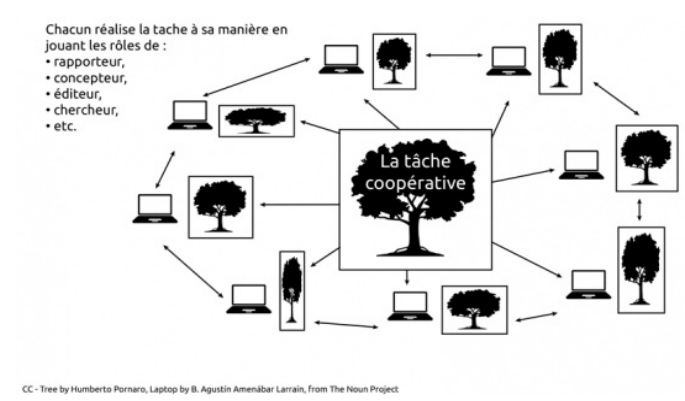 Chacun réalise la tache à sa manière en
jouant les rôles de :
• rapporteur,
• concepteur,
• éditeur,
• chercheur,
• etc.
La tâche
coopérative
CC - Tree by Humberto Pornaro, Laptop by B. Agustín Amenábar Larraín, from The Noun Project